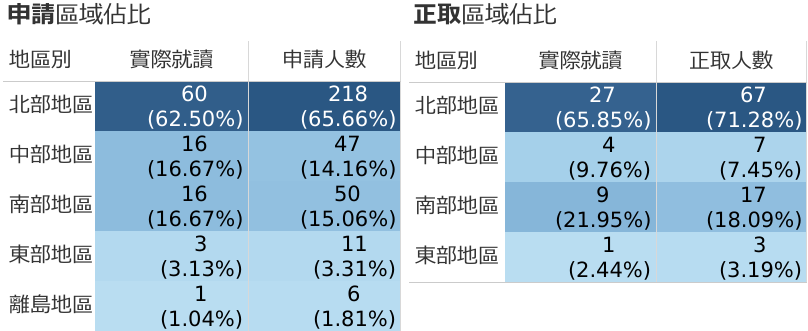 申請區域佔比
地區別 實際就讀 申請人數
北部地區 60 218
(62.50%) (65.66%)
中部地區 16 47
(16.67%) (14.16%)
南部地區 16 50
(16.67%) (15.06%)
東部地區 3 11
(3.13%) (3.31%)
離島地區 1 6
(1.04%) (1.81%)
正取區域佔比
地區別 實際就讀 正取人數
北部地區 27 67
(65.85%) (71.28%)
中部地區 4 7
(9.76%) (7.45%)
南部地區 9 17
(21.95%) (18.09%)
東部地區 1 3
(2.44%) (3.19%)